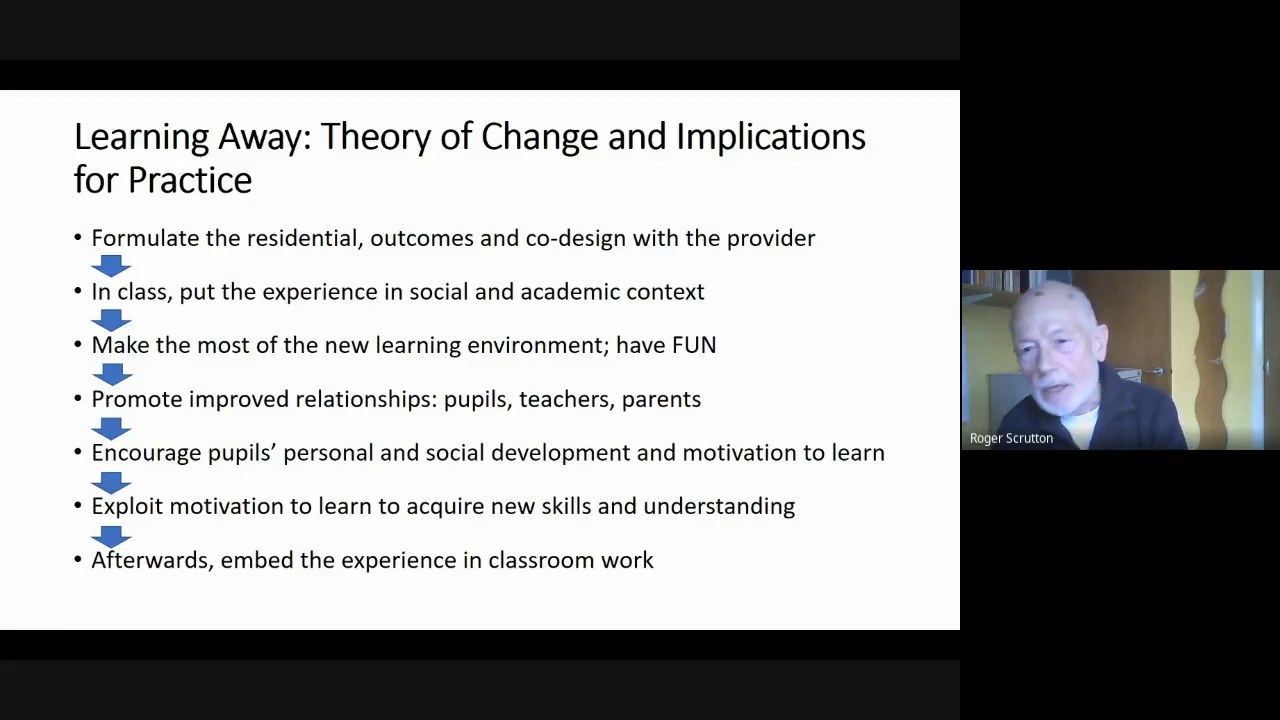 Learning Away: Theory of Change and Implications
for Practice
• Formulate the residential, outcomes and co-design with the provider
• In class, put the experience in social and academic context
• Make the most of the new learning environment; have FUN
• Promote improved relationships: pupils, teachers, parents
• Encourage pupils’ personal and social development and motivation to learn
• Exploit motivation to learn to acquire new skills and understanding
• Afterwards, embed the experience in classroom work
Roger Scrutton